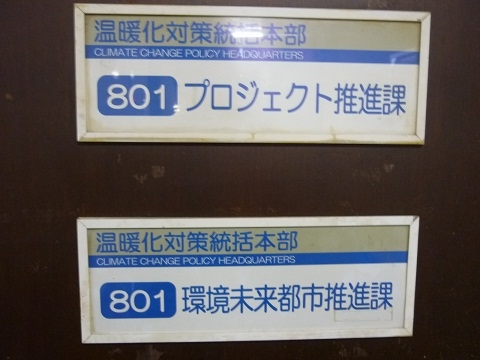 温暖化対策統括本部
CLIMATE CHANGE POLICY HEADQUARTERS
801 プロジェクト推進課
温暖化対策統括本部
CLIMATE CHANGE POLICY HEADQUARTERS
801 環境未来都市推進課